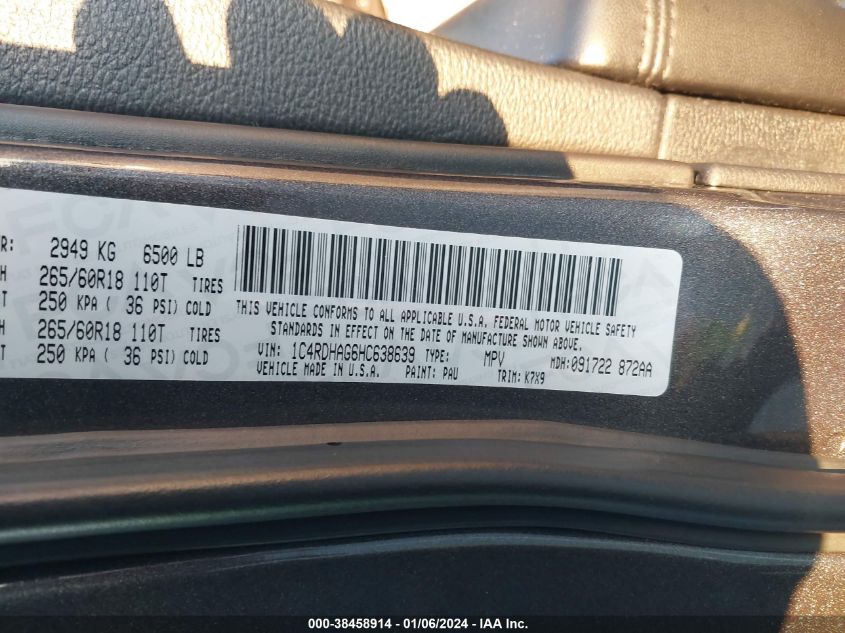 R: 2949 KG 6500 LB
H 265/60R18 110T TIRES
T 250 KPA ( 36 PSI) COLD
H 265/60R18 110T TIRES
T 250 KPA ( 36 PSI) COLD
THIS VEHICLE CONFORMS TO ALL APPLICABLE U.S.A. FEDERAL MOTOR VEHICLE SAFETY
STANDARDS IN EFFECT ON THE DATE OF MANUFACTURE SHOWN ABOVE.
VIN: 1C4RDHAG6HC638639 TYPE: MPV MDH:091722 872AA
VEHICLE MADE IN U.S.A. PAINT: PAU TRIM: K7X9
000-38458914 - 01/06/2024 - IAA Inc.